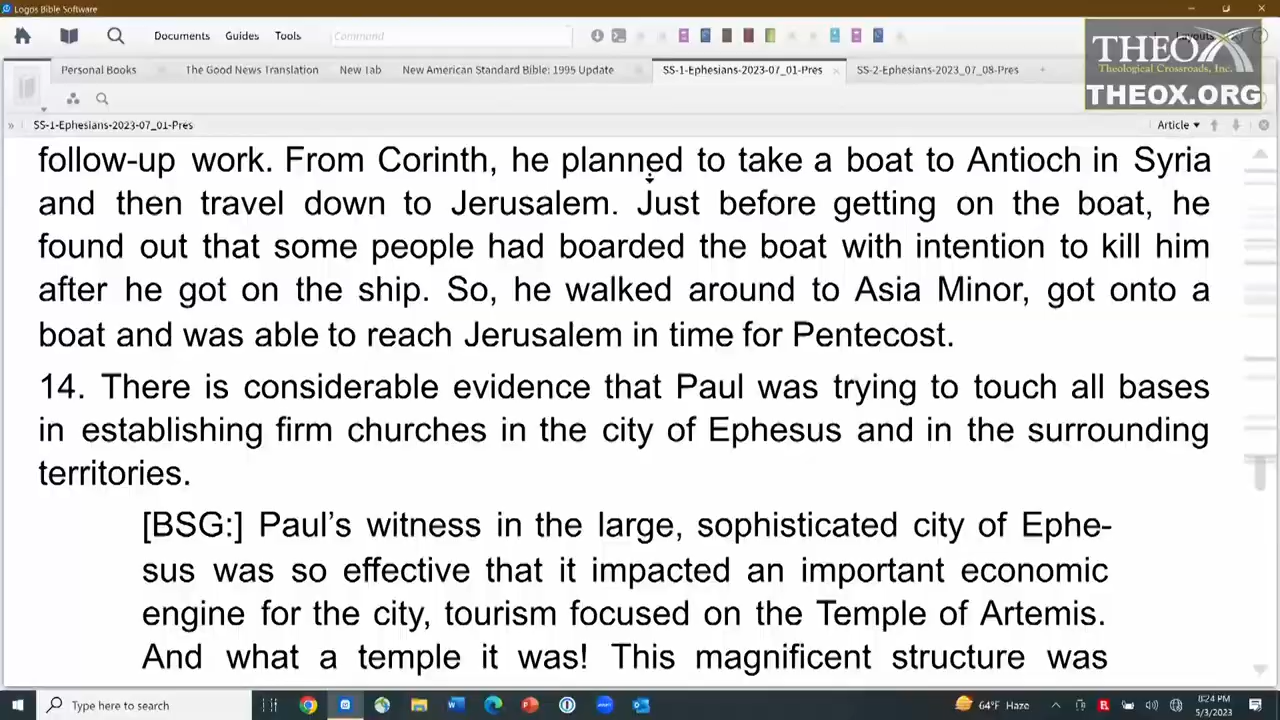 Logos Bible Software
Documents Guides Tools Command Layouts
THEOX
Theological Crossroads, Inc.
THEOX.ORG
Personal Books The Good News Translation New Tab New American Standard Bible: 1995 Update SS-1-Ephesians-2023-07_01-Pres SS-2-Ephesians-2023_07_08-Pres
SS-1-Ephesians-2023-07_01-Pres Article
follow-up work. From Corinth, he planned to take a boat to Antioch in Syria
and then travel down to Jerusalem. Just before getting on the boat, he
found out that some people had boarded the boat with intention to kill him
after he got on the ship. So, he walked around to Asia Minor, got onto a
boat and was able to reach Jerusalem in time for Pentecost.
14. There is considerable evidence that Paul was trying to touch all bases
in establishing firm churches in the city of Ephesus and in the surrounding
territories.
[BSG:] Paul’s witness in the large, sophisticated city of Ephe-
sus was so effective that it impacted an important economic
engine for the city, tourism focused on the Temple of Artemis.
And what a temple it was! This magnificent structure was
Type here to search
64°F Haze
8:24 PM
5/3/2023